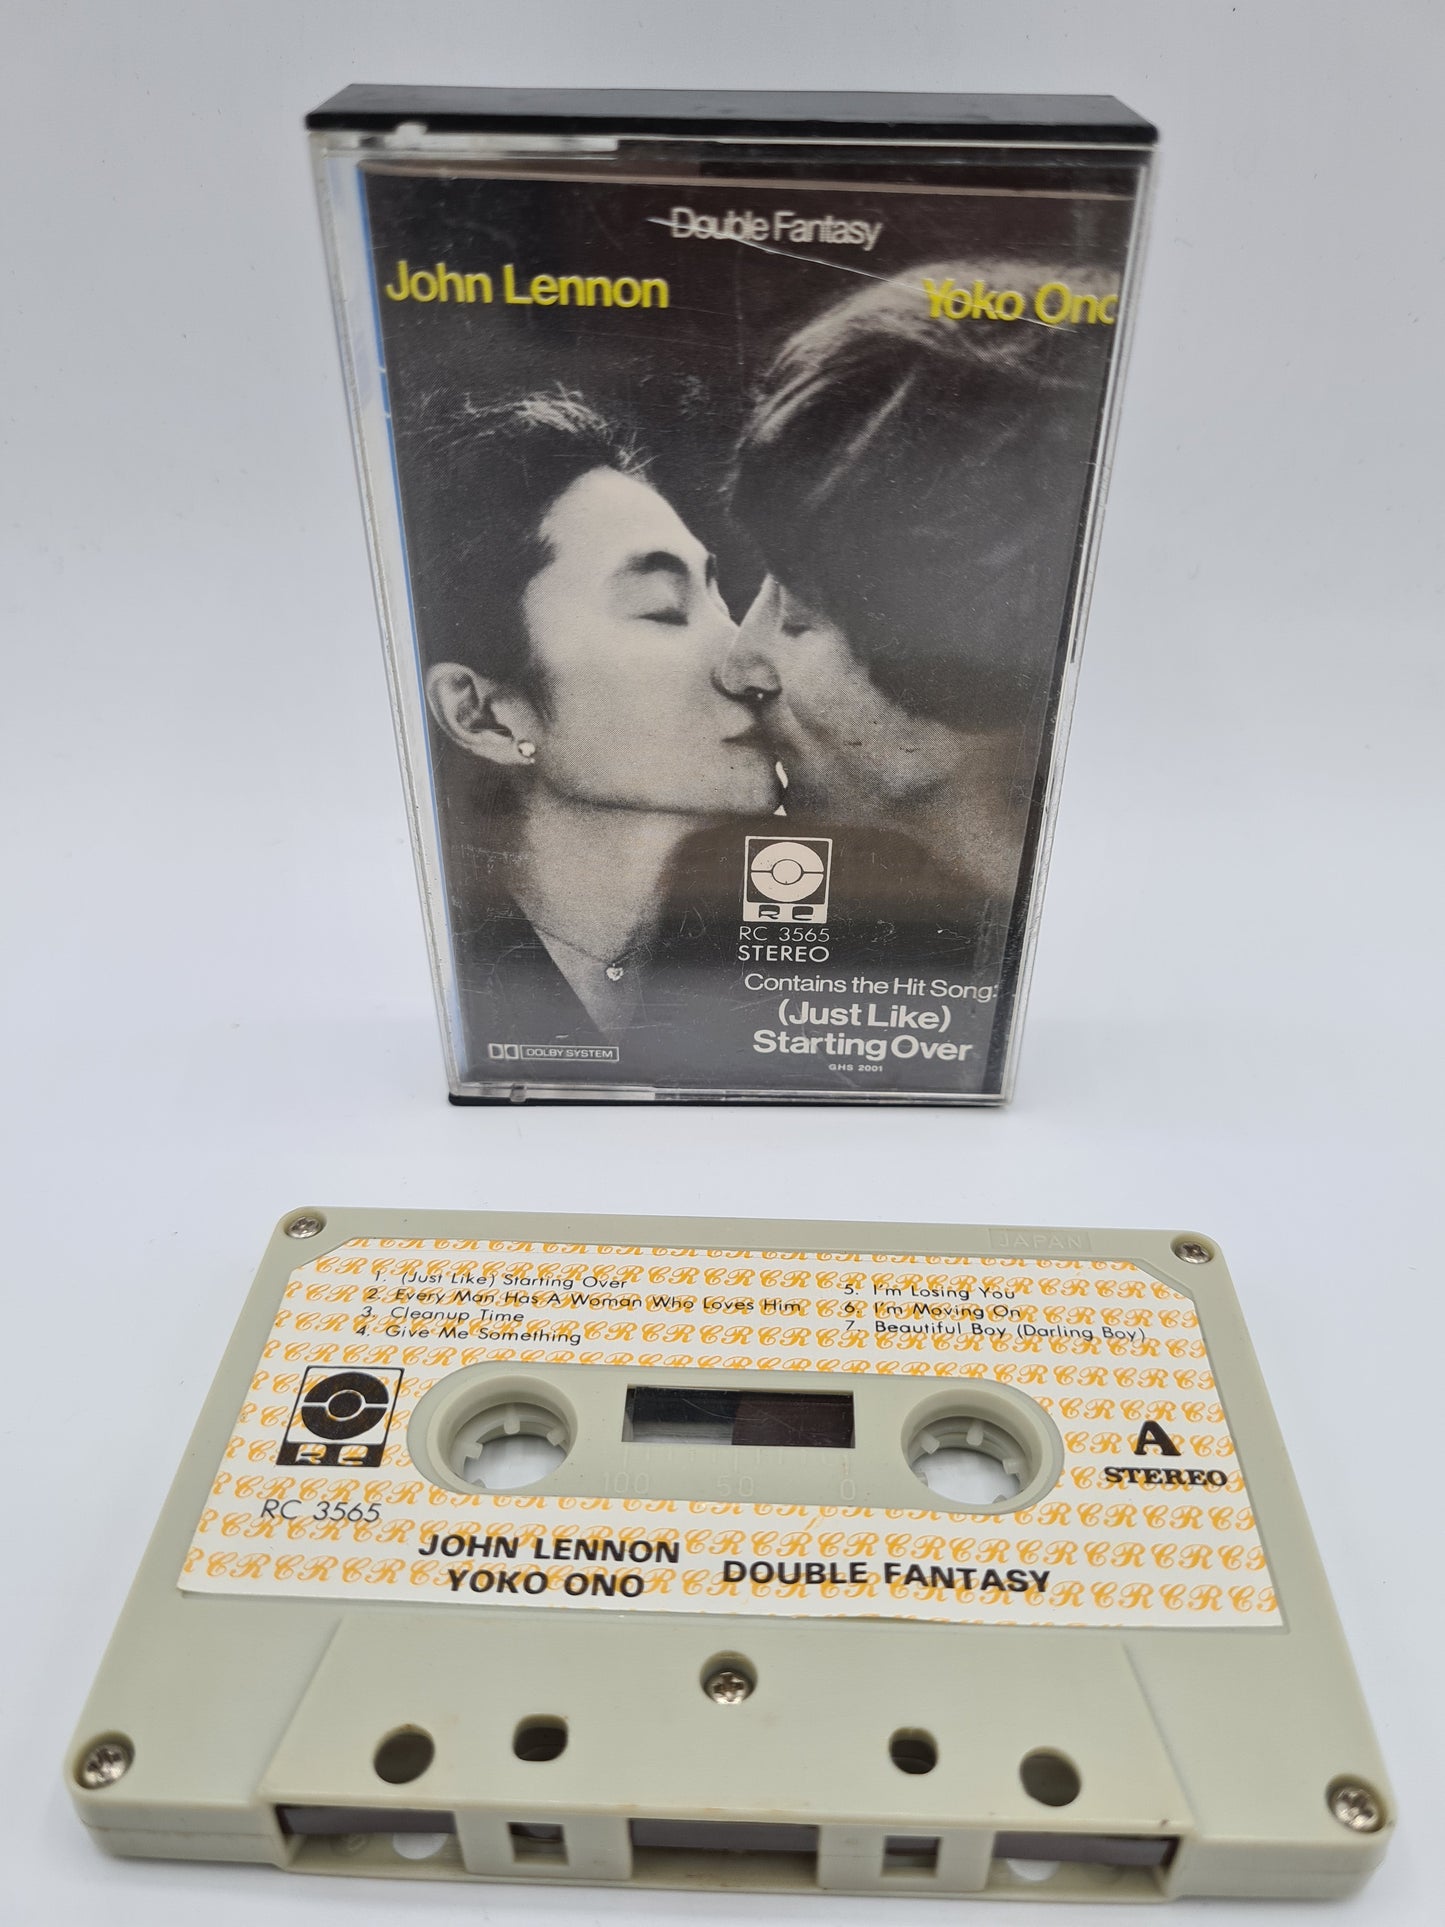 Double Fantasy
John Lennon
Yoko Ono
RC
RC 3565
STEREO
Contains the Hit Song:
(Just Like)
Starting Over
GHS 2001
DOLBY SYSTEM
JAPAN
1. (Just Like) Starting Over
2. Every Man Has A Woman Who Loves Him
3. Cleanup Time
4. Give Me Something
5. I'm Losing You
6. I'm Moving On
7. Beautiful Boy (Darling Boy)
RC
RC 3565
100 50 0
A
STEREO
JOHN LENNON
YOKO ONO
DOUBLE FANTASY